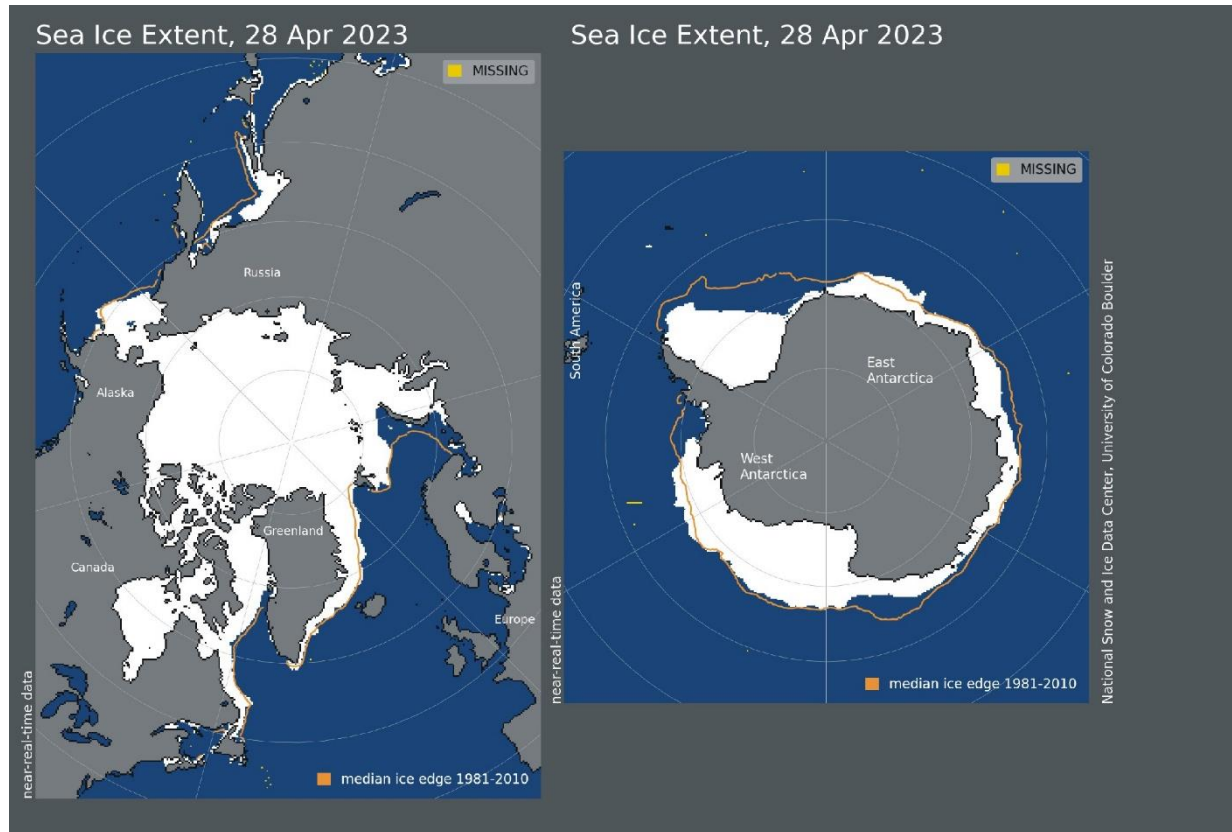 Sea Ice Extent, 28 Apr 2023
MISSING
Russia
Alaska
Greenland
Canada
Europe
near-real-time data
median ice edge 1981-2010
Sea Ice Extent, 28 Apr 2023
MISSING
South America
East
Antarctica
West
Antarctica
near-real-time data
median ice edge 1981-2010
National Snow and Ice Data Center, University of Colorado Boulder